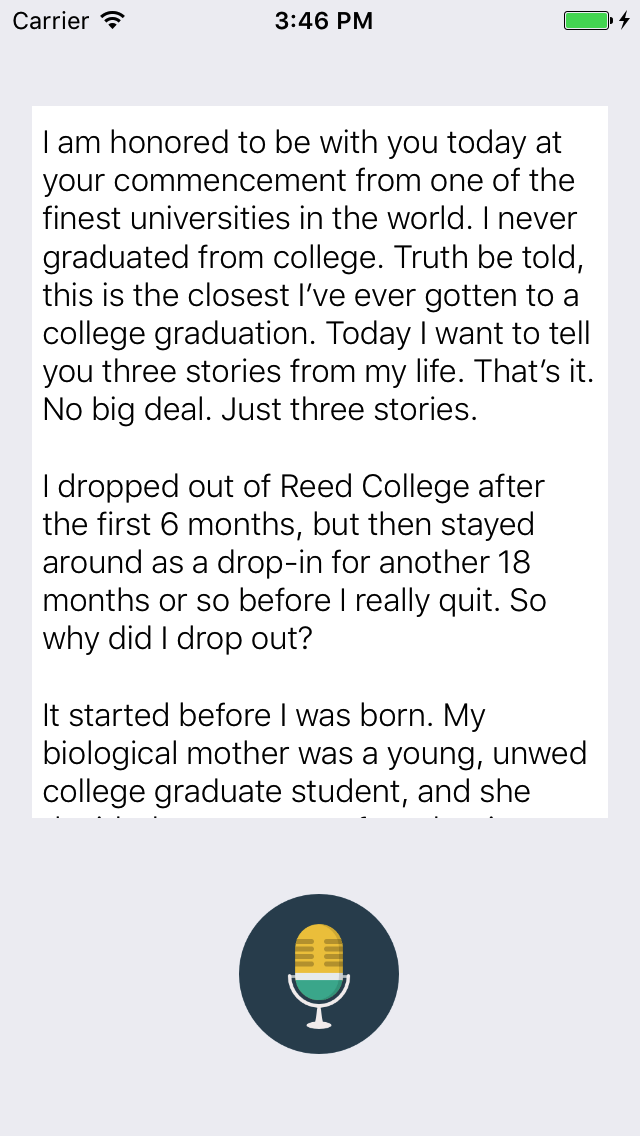 Carrier 3:46 PM
I am honored to be with you today at
your commencement from one of the
finest universities in the world. I never
graduated from college. Truth be told,
this is the closest I’ve ever gotten to a
college graduation. Today I want to tell
you three stories from my life. That’s it.
No big deal. Just three stories.
I dropped out of Reed College after
the first 6 months, but then stayed
around as a drop-in for another 18
months or so before I really quit. So
why did I drop out?
It started before I was born. My
biological mother was a young, unwed
college graduate student, and she